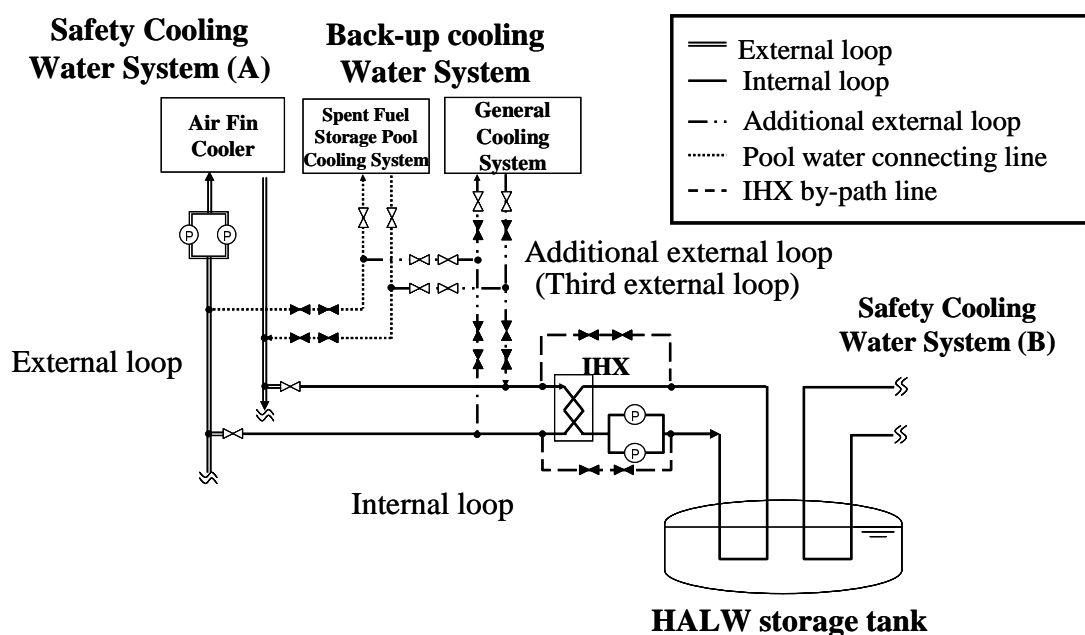 Safety Cooling
Water System (A)
Back-up cooling
Water System
External loop
Internal loop
Additional external loop
Pool water connecting line
IHX by-path line
Air Fin
Cooler
Spent Fuel
Storage Pool
Cooling System
General
Cooling
System
P
P
Additional external loop
(Third external loop)
Safety Cooling
Water System (B)
External loop
IHX
P
P
Internal loop
HALW storage tank